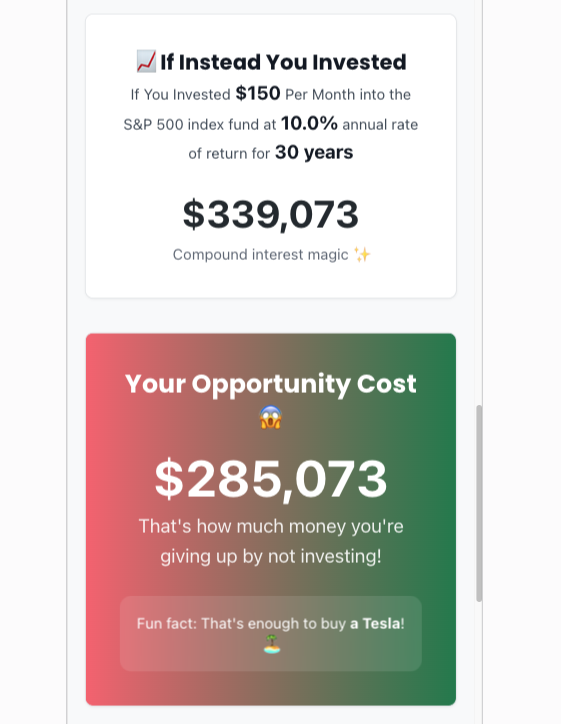 📈 If Instead You Invested
If You Invested $150 Per Month into the
S&P 500 index fund at 10.0% annual rate
of return for 30 years
$339,073
Compound interest magic ✨
Your Opportunity Cost
😱
$285,073
That's how much money you're
giving up by not investing!
Fun fact: That's enough to buy a Tesla!
🏝️